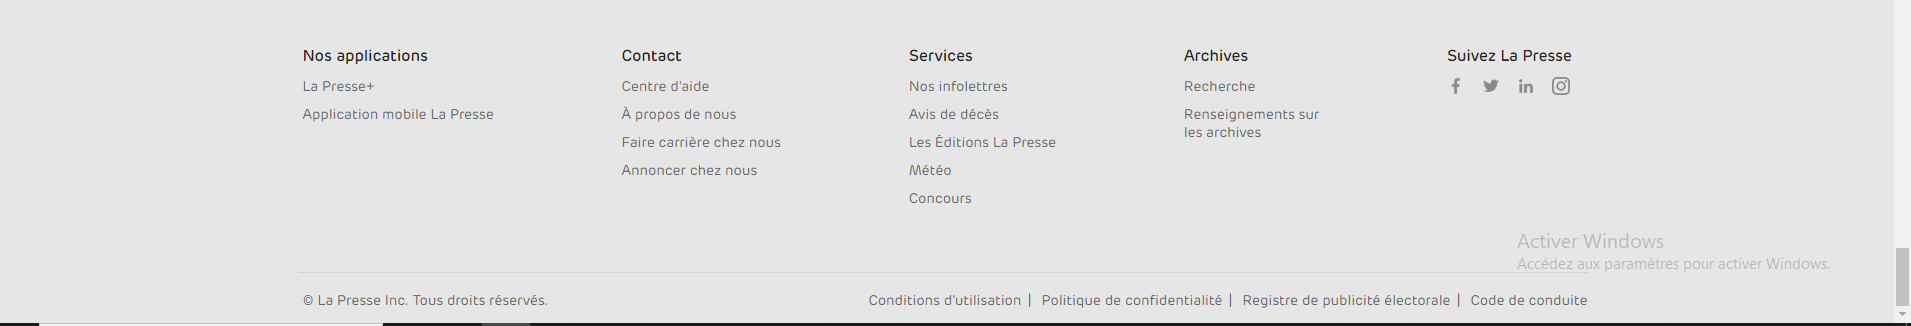 Nos applications
La Presse+
Application mobile La Presse
Contact
Centre d'aide
À propos de nous
Faire carrière chez nous
Annoncer chez nous
Services
Nos infolettres
Avis de décès
Les Éditions La Presse
Météo
Concours
Archives
Recherche
Renseignements sur
les archives
Suivez La Presse
Activer Windows
Accédez aux paramètres pour activer Windows.
© La Presse Inc. Tous droits réservés.
Conditions d'utilisation | Politique de confidentialité | Registre de publicité électorale | Code de conduite